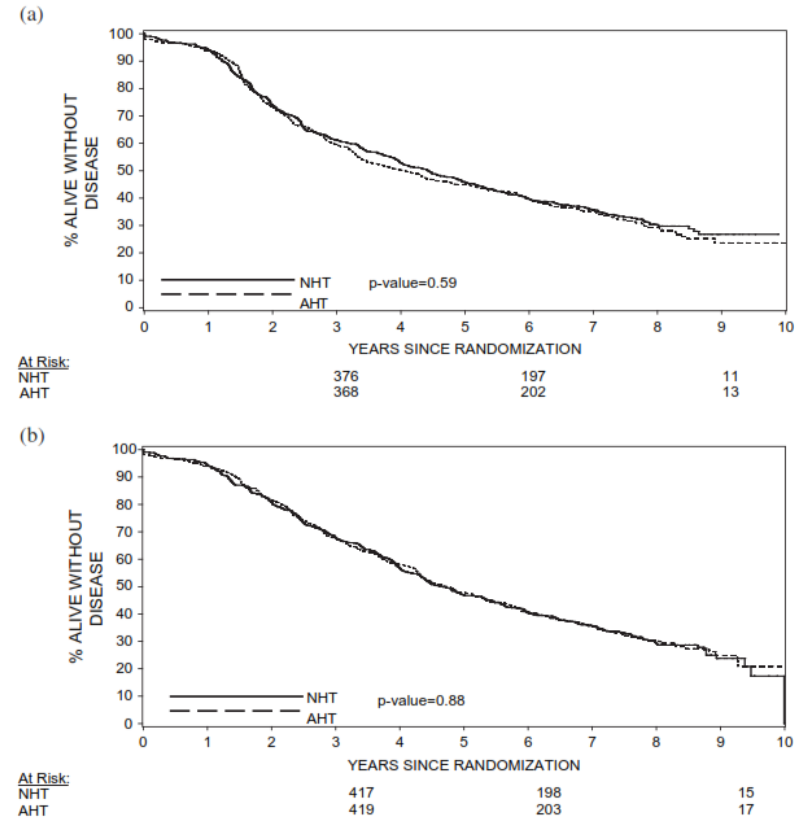 (a)
100
90
80
70
60
50
40
30
20
10
0
% ALIVE WITHOUT
DISEASE
NHT p-value=0.59
AHT
0 1 2 3 4 5 6 7 8 9 10
YEARS SINCE RANDOMIZATION
At Risk:
NHT 376 197 11
AHT 368 202 13
(b)
100
90
80
70
60
50
40
30
20
10
0
% ALIVE WITHOUT
DISEASE
NHT p-value=0.88
AHT
0 1 2 3 4 5 6 7 8 9 10
YEARS SINCE RANDOMIZATION
At Risk:
NHT 417 198 15
AHT 419 203 17